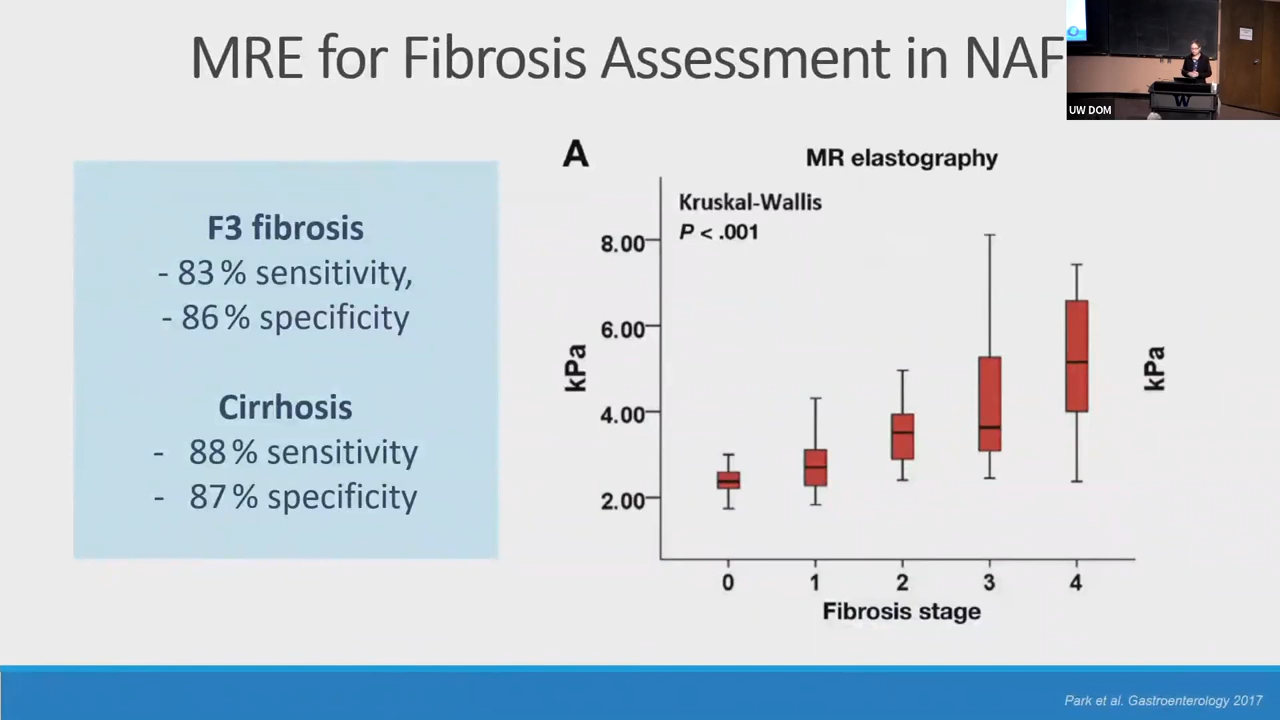 MRE for Fibrosis Assessment in NAF
UW DOM
F3 fibrosis
- 83% sensitivity,
- 86% specificity
Cirrhosis
- 88% sensitivity
- 87% specificity
A
MR elastography
Kruskal-Wallis
P < .001
8.00
6.00
4.00
2.00
kPa
kPa
0 1 2 3 4
Fibrosis stage
W
Park et al. Gastroenterology 2017